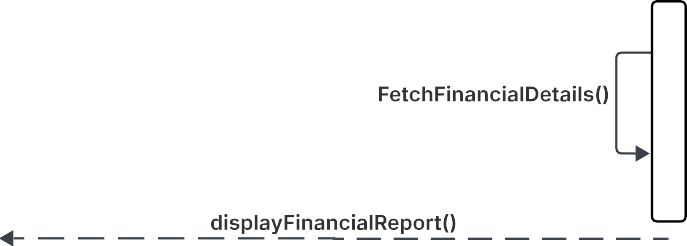 FetchFinancialDetails()
displayFinancialReport()